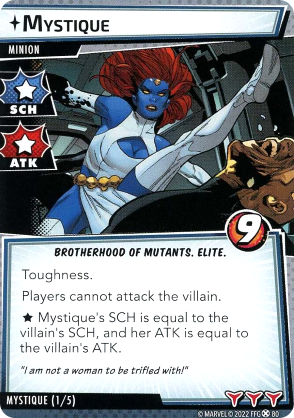 Mystique
MINION
SCH
ATK
9
BROTHERHOOD OF MUTANTS. ELITE.
Toughness.
Players cannot attack the villain.
★ Mystique's SCH is equal to the
villain's SCH, and her ATK is equal to
the villain's ATK.
"I am not a woman to be trifled with!"
MYSTIQUE (1/5)
© MARVEL © 2022 FFG 80